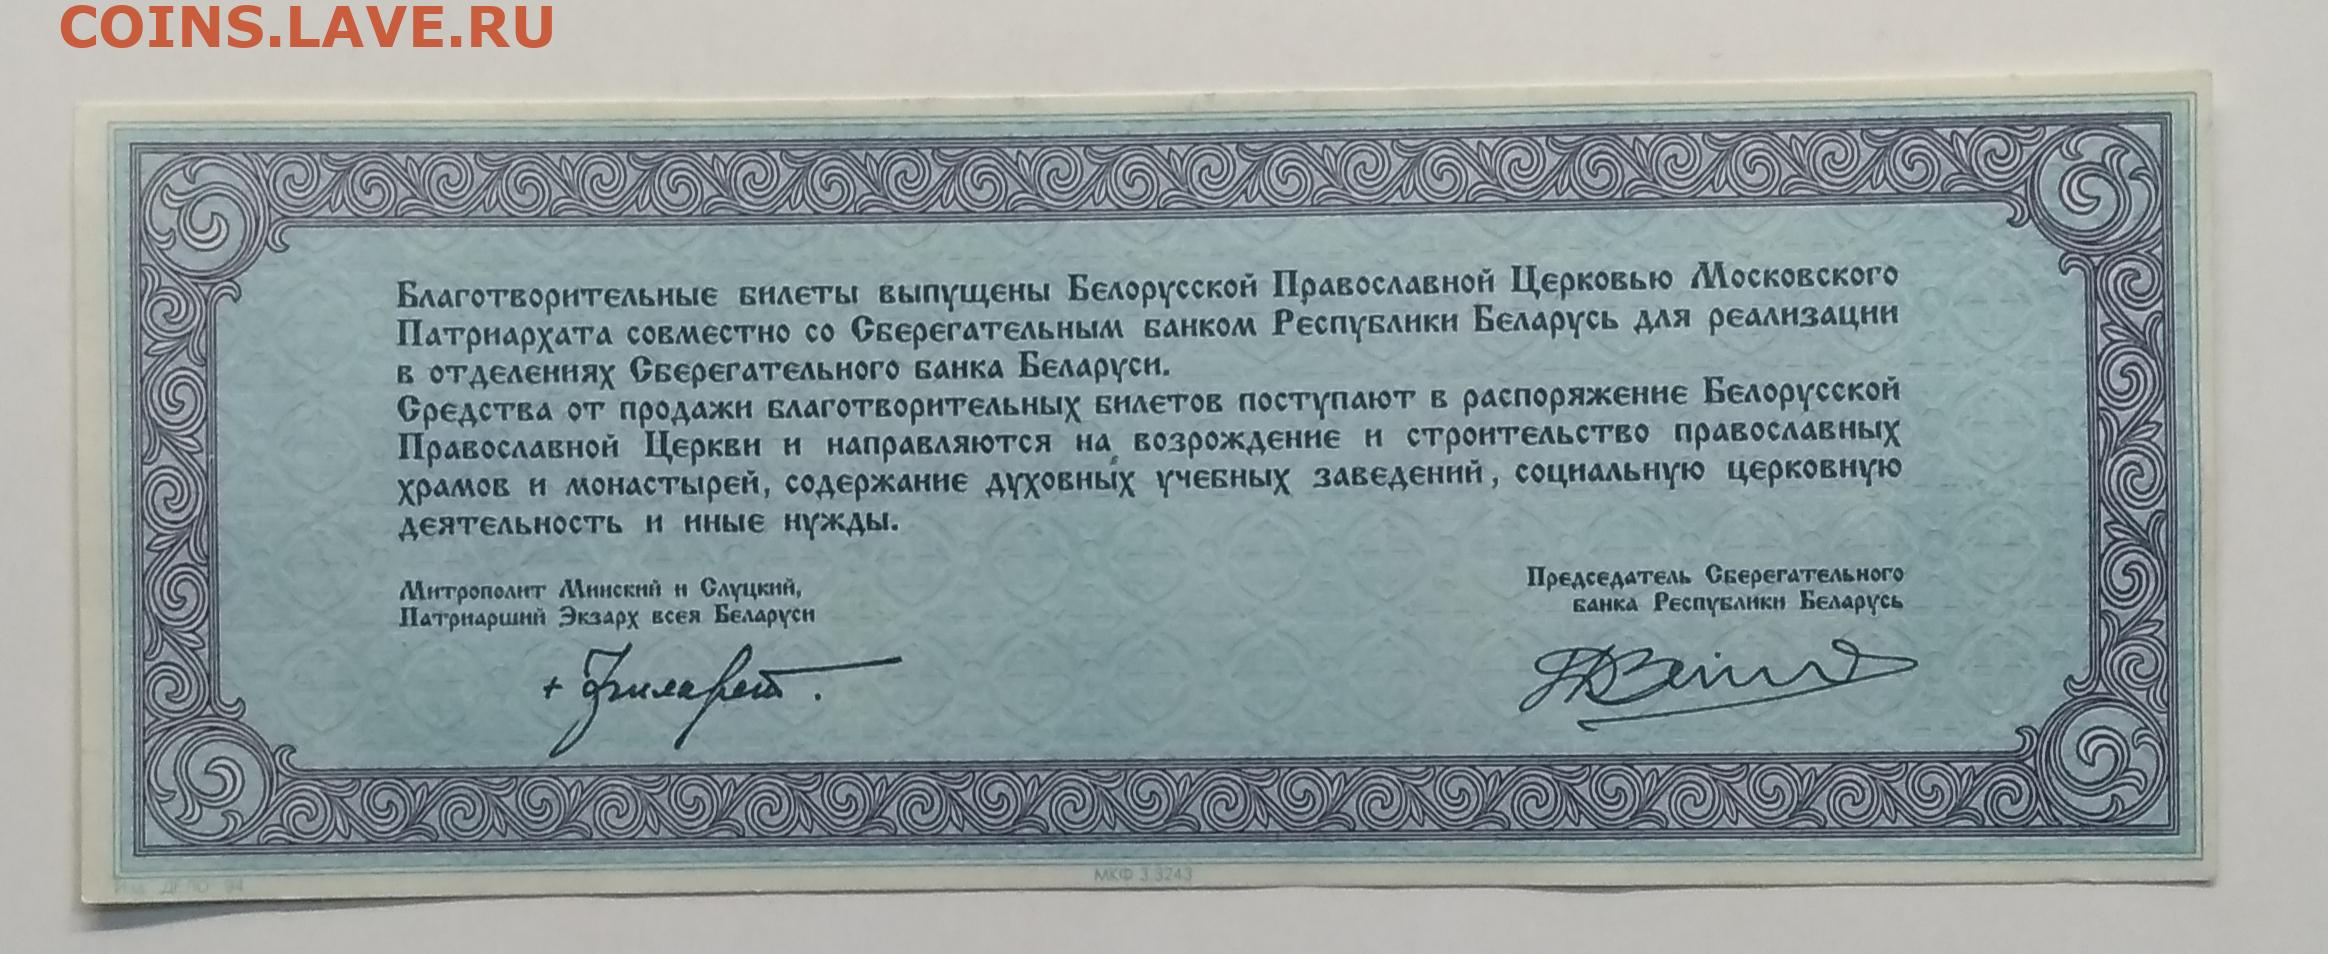 COINS.LAVE.RU
Благотворительные билеты выпущены Белорусской Православной Церковью Московского
Патриархата совместно со Сберегательным банком Республики Беларусь для реализации
в отделениях Сберегательного банка Беларуси.
Средства от продажи благотворительных билетов поступают в распоряжение Белорусской
Православной Церкви и направляются на возрождение и строительство православных
храмов и монастырей, содержание духовных учебных заведений, социальную церковную
деятельность и иные нужды.
Митрополит Минский и Слуцкий,
Патриарший Экзарх всея Беларуси
Председатель Сберегательного
банка Республики Беларусь
+ Филарет.
Изд. ДЕЛО 94
МКФ З.3243